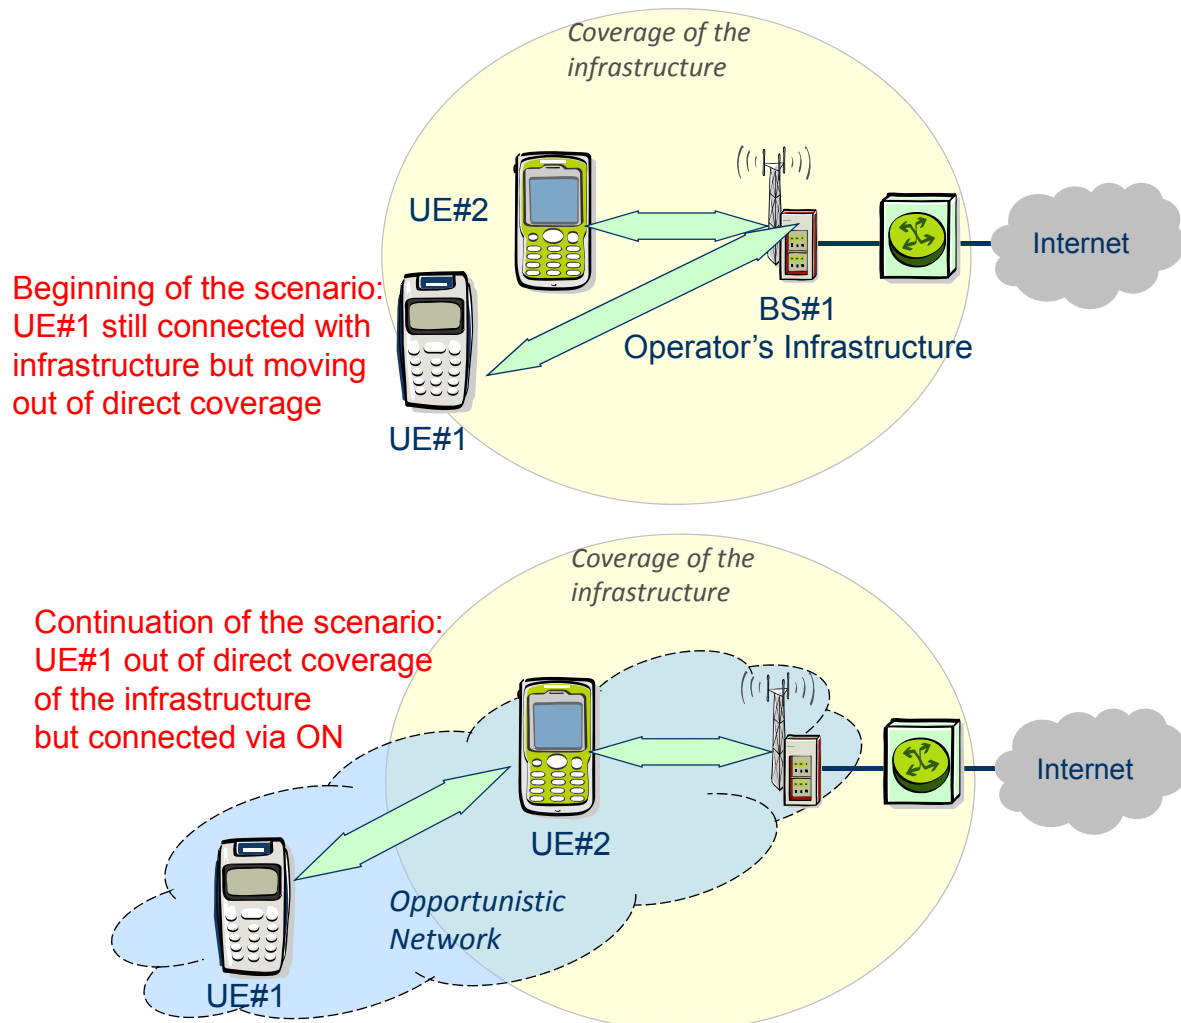 Coverage of the
infrastructure
UE#2
Internet
Beginning of the scenario:
UE#1 still connected with
infrastructure but moving
out of direct coverage
BS#1
Operator's Infrastructure
UE#1
Coverage of the
infrastructure
Continuation of the scenario:
UE#1 out of direct coverage
of the infrastructure
but connected via ON
Internet
UE#2
Opportunistic
Network
UE#1